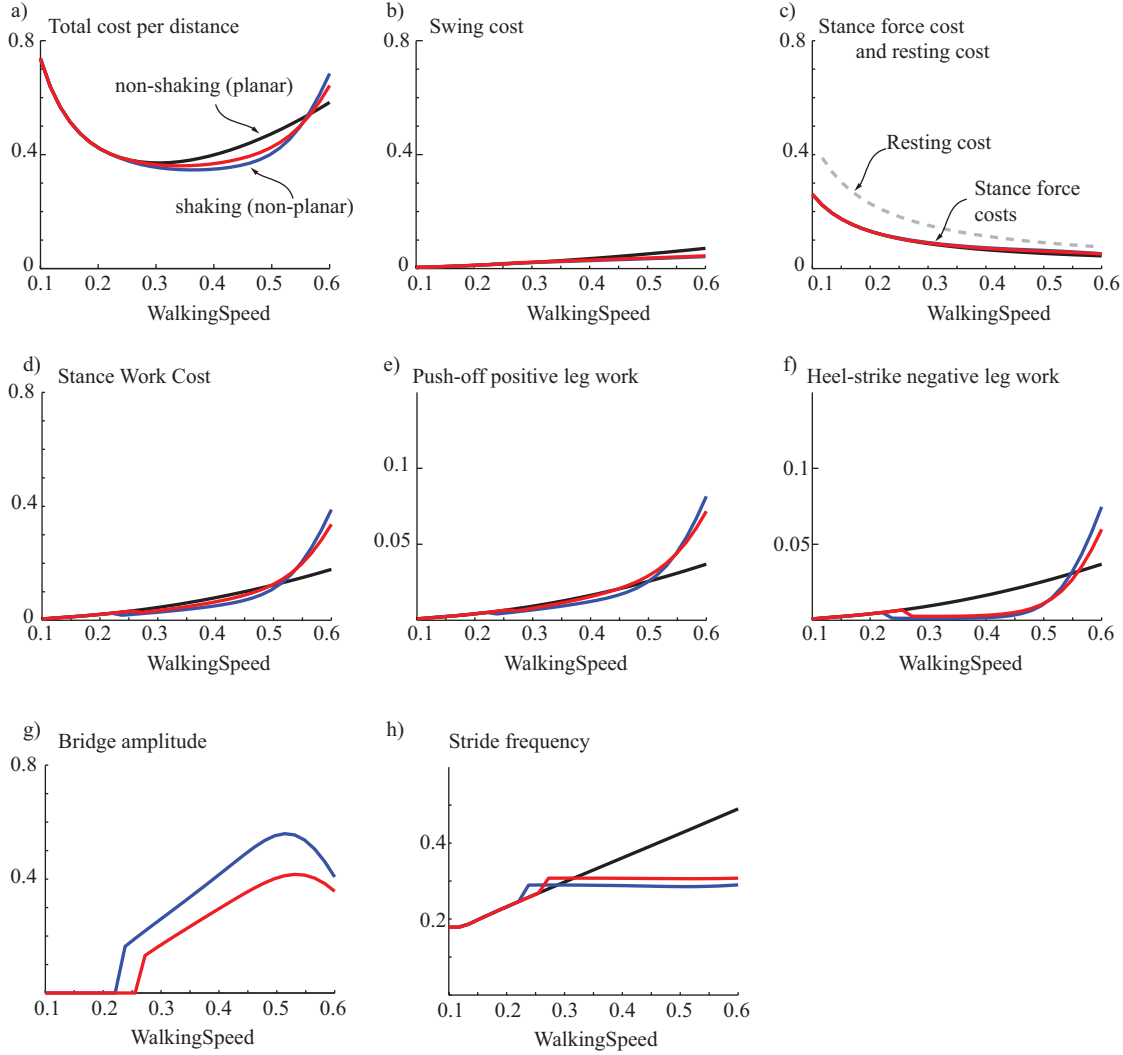 a)
Total cost per distance
0.8
0.4
0
non-shaking (planar)
shaking (non-planar)
0.1 0.2 0.3 0.4 0.5 0.6
WalkingSpeed
b)
Swing cost
0.8
0.4
0
0.1 0.2 0.3 0.4 0.5 0.6
WalkingSpeed
c)
Stance force cost
and resting cost
0.8
0.4
0
Resting cost
Stance force
costs
0.1 0.2 0.3 0.4 0.5 0.6
WalkingSpeed
d)
Stance Work Cost
0.8
0.4
0
0.1 0.2 0.3 0.4 0.5 0.6
WalkingSpeed
e)
Push-off positive leg work
0.1
0.05
0.1 0.2 0.3 0.4 0.5 0.6
WalkingSpeed
f)
Heel-strike negative leg work
0.1
0.05
0.1 0.2 0.3 0.4 0.5 0.6
WalkingSpeed
g)
Bridge amplitude
0.8
0.4
0.1 0.2 0.3 0.4 0.5 0.6
WalkingSpeed
h)
Stride frequency
0.4
0.2
0.1 0.2 0.3 0.4 0.5 0.6
WalkingSpeed